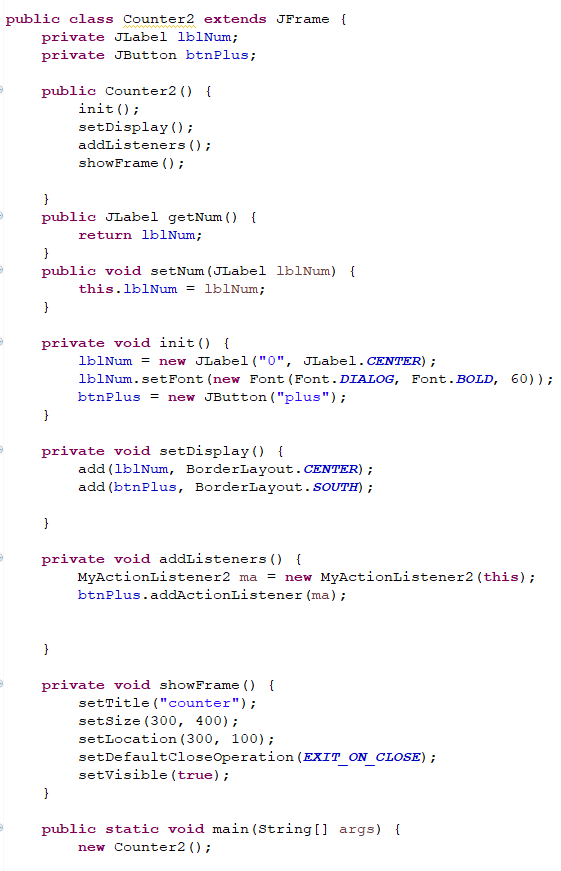 public class Counter2 extends JFrame {
    private JLabel lblNum;
    private JButton btnPlus;

    public Counter2() {
        init();
        setDisplay();
        addListeners();
        showFrame();

    }
    public JLabel getNum() {
        return lblNum;
    }
    public void setNum(JLabel lblNum) {
        this.lblNum = lblNum;
    }

    private void init() {
        lblNum = new JLabel("0", JLabel.CENTER);
        lblNum.setFont(new Font(Font.DIALOG, Font.BOLD, 60));
        btnPlus = new JButton("plus");
    }

    private void setDisplay() {
        add(lblNum, BorderLayout.CENTER);
        add(btnPlus, BorderLayout.SOUTH);

    }

    private void addListeners() {
        MyActionListener2 ma = new MyActionListener2(this);
        btnPlus.addActionListener(ma);


    }

    private void showFrame() {
        setTitle("counter");
        setSize(300, 400);
        setLocation(300, 100);
        setDefaultCloseOperation(EXIT_ON_CLOSE);
        setVisible(true);
    }

    public static void main(String[] args) {
        new Counter2();